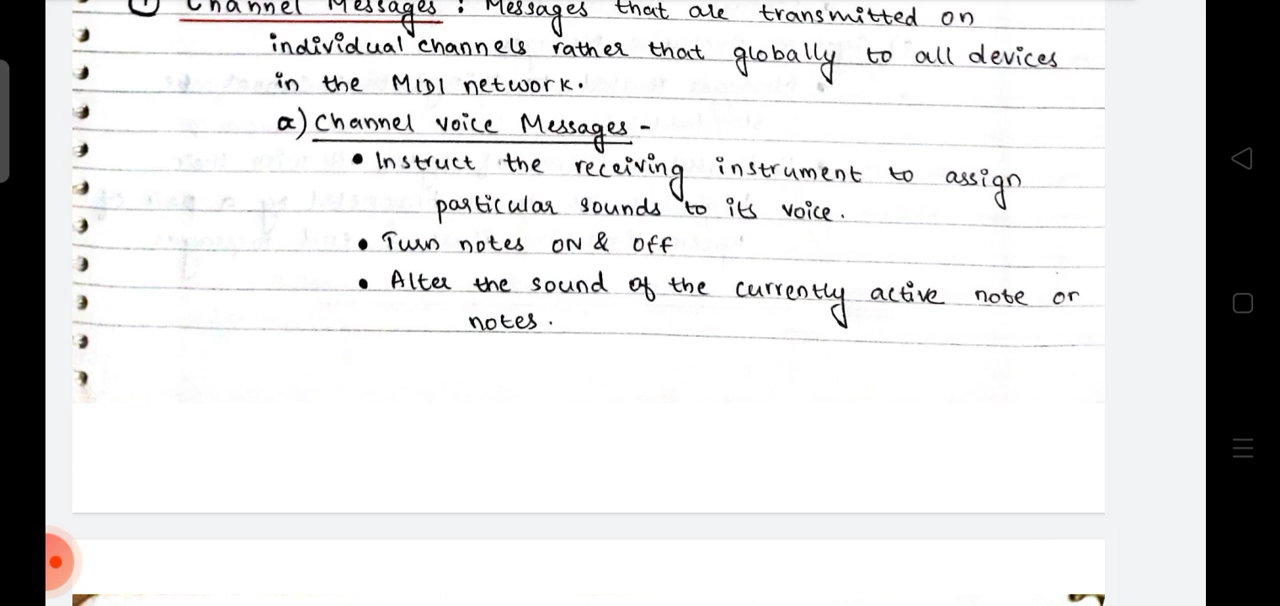 ① Channel Messages : Messages that are transmitted on
individual channels rather that globally to all devices
in the MIDI network.
a) Channel voice Messages -
• Instruct the receiving instrument to assign
particular sounds to its voice.
• Turn notes ON & Off
• Alter the sound of the currently active note or
notes.